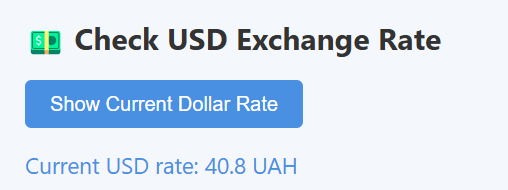 Check USD Exchange Rate
Show Current Dollar Rate
Current USD rate: 40.8 UAH